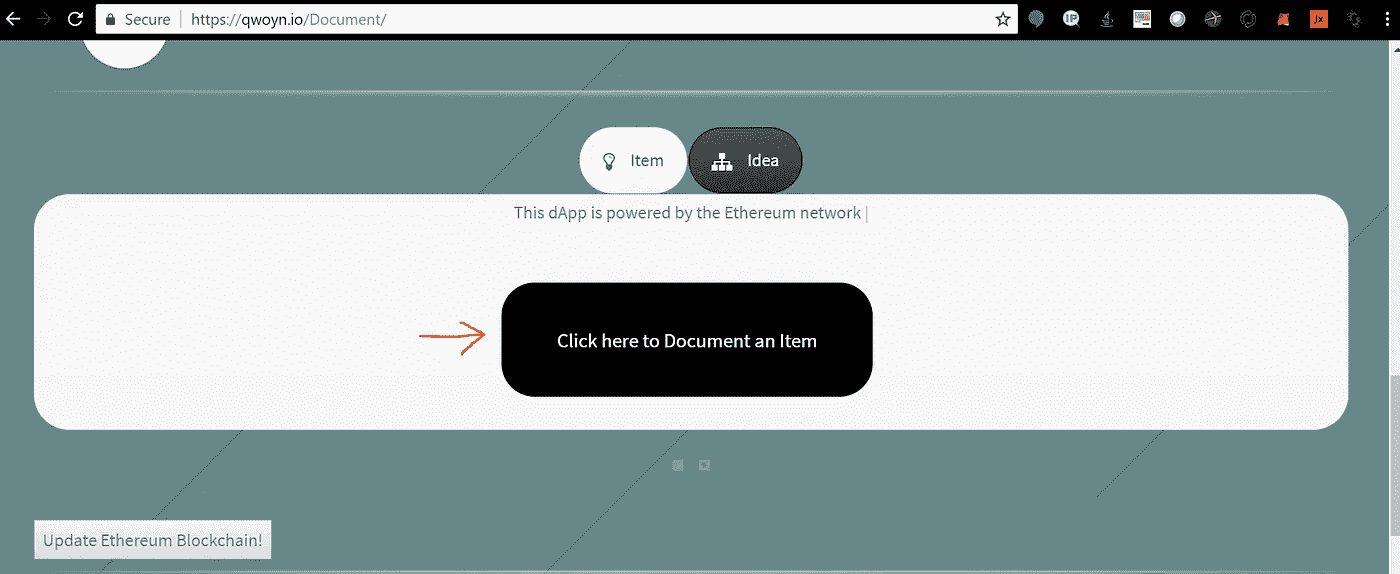 Secure https://qwoyn.io/Document/
IP
Jx
Item Idea
This dApp is powered by the Ethereum network
Click here to Document an Item
Update Ethereum Blockchain!